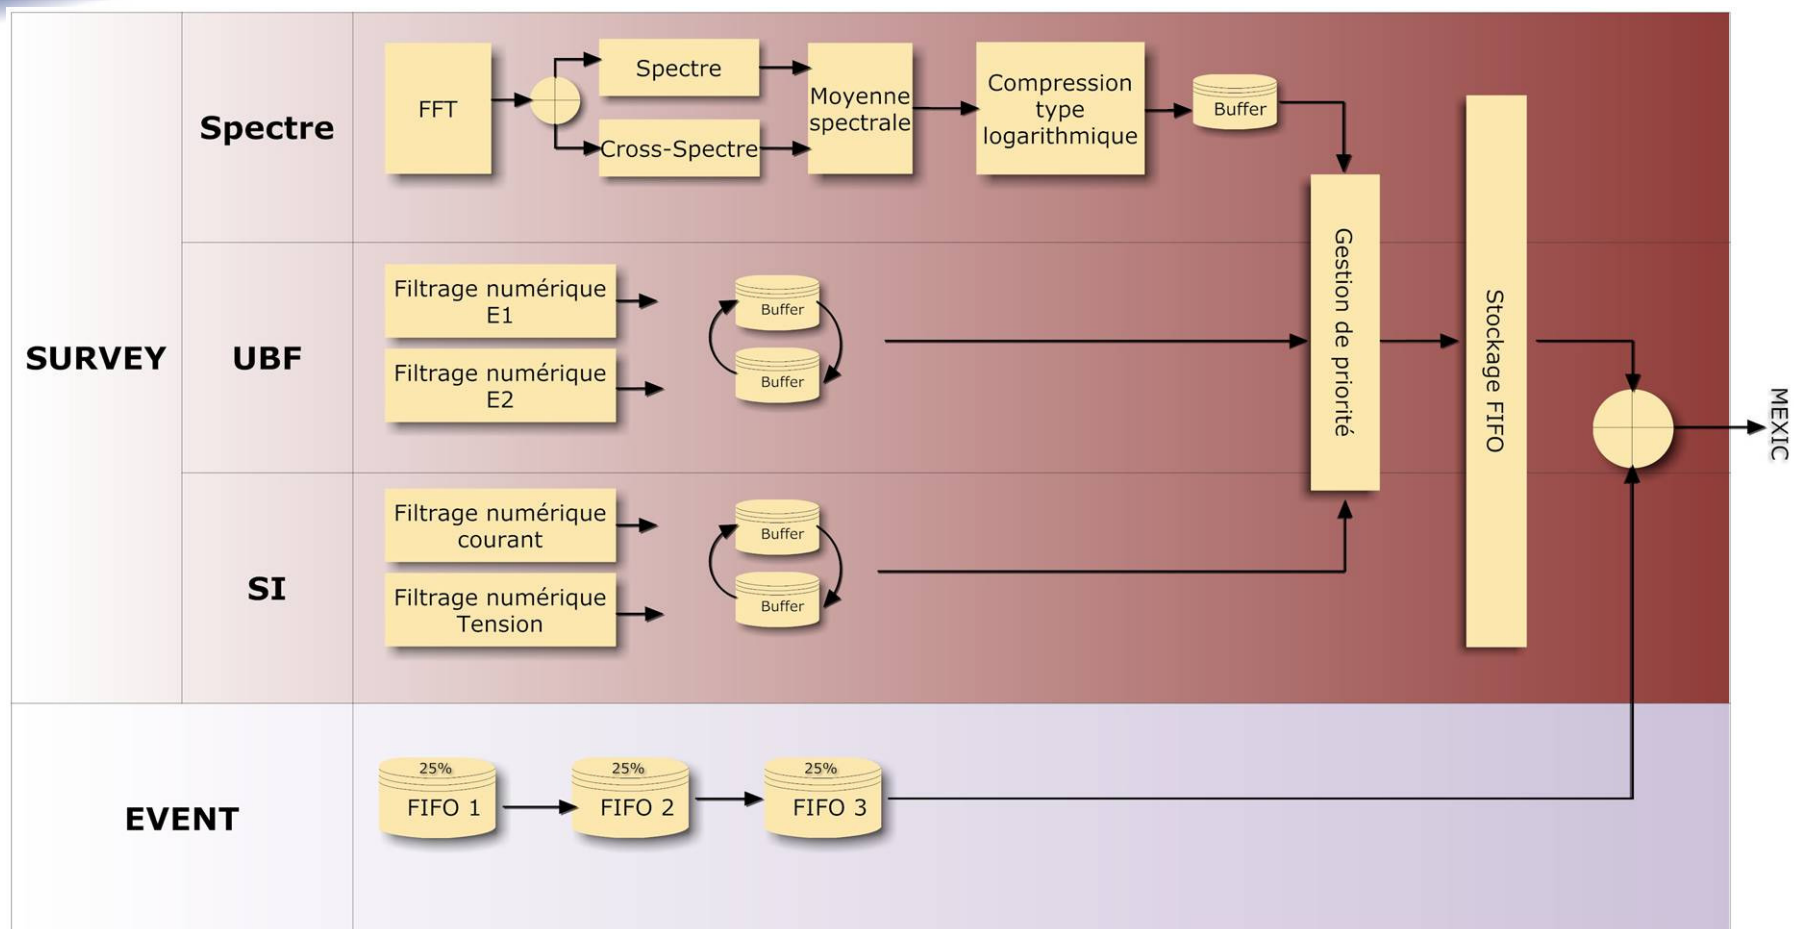 SURVEY
Spectre
FFT
Spectre
Cross-Spectre
Moyenne
spectrale
Compression
type
logarithmique
Buffer
UBF
Filtrage numérique
E1
Filtrage numérique
E2
Buffer
Buffer
SI
Filtrage numérique
courant
Filtrage numérique
Tension
Buffer
Buffer
Gestion de priorité
Stockage FIFO
MEXIC
EVENT
25%
FIFO 1
25%
FIFO 2
25%
FIFO 3